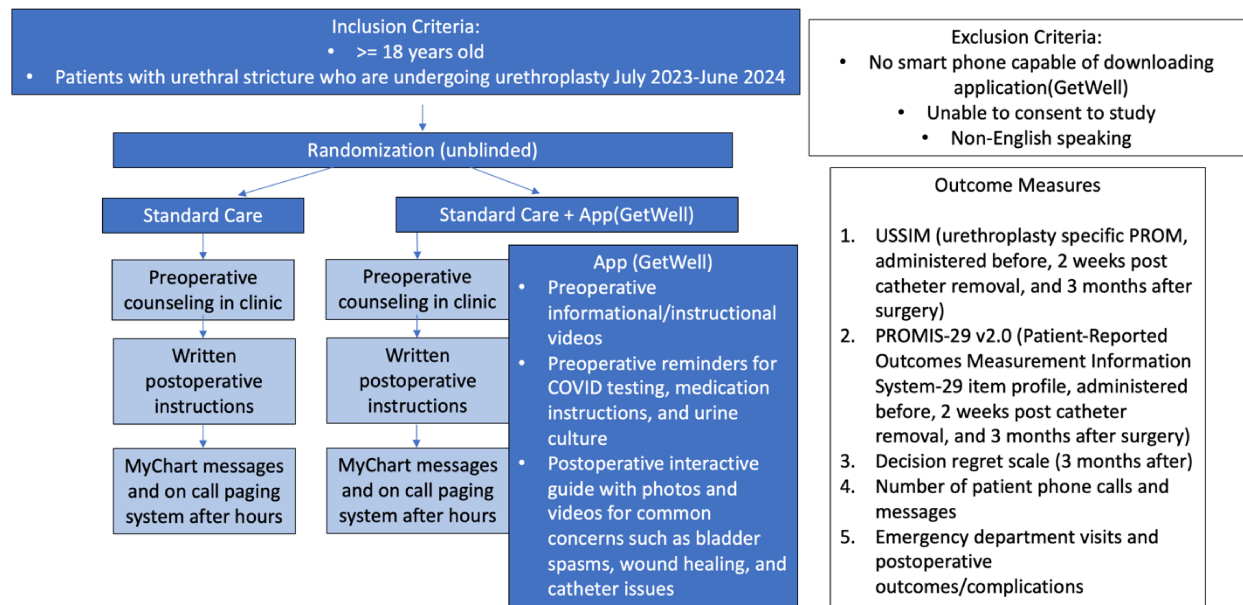 Inclusion Criteria:
• >= 18 years old
• Patients with urethral stricture who are undergoing urethroplasty July 2023-June 2024
Randomization (unblinded)
Standard Care
Preoperative
counseling in clinic
Written
postoperative
instructions
MyChart messages
and on call paging
system after hours
Standard Care + App(GetWell)
Preoperative
counseling in clinic
Written
postoperative
instructions
MyChart messages
and on call paging
system after hours
App (GetWell)
• Preoperative
informational/instructional
videos
• Preoperative reminders for
COVID testing, medication
instructions, and urine
culture
• Postoperative interactive
guide with photos and
videos for common
concerns such as bladder
spasms, wound healing, and
catheter issues
Exclusion Criteria:
• No smart phone capable of downloading
application(GetWell)
• Unable to consent to study
• Non-English speaking
Outcome Measures
1. USSIM (urethroplasty specific PROM,
administered before, 2 weeks post
catheter removal, and 3 months after
surgery)
2. PROMIS-29 v2.0 (Patient-Reported
Outcomes Measurement Information
System-29 item profile, administered
before, 2 weeks post catheter
removal, and 3 months after surgery)
3. Decision regret scale (3 months after)
4. Number of patient phone calls and
messages
5. Emergency department visits and
postoperative
outcomes/complications